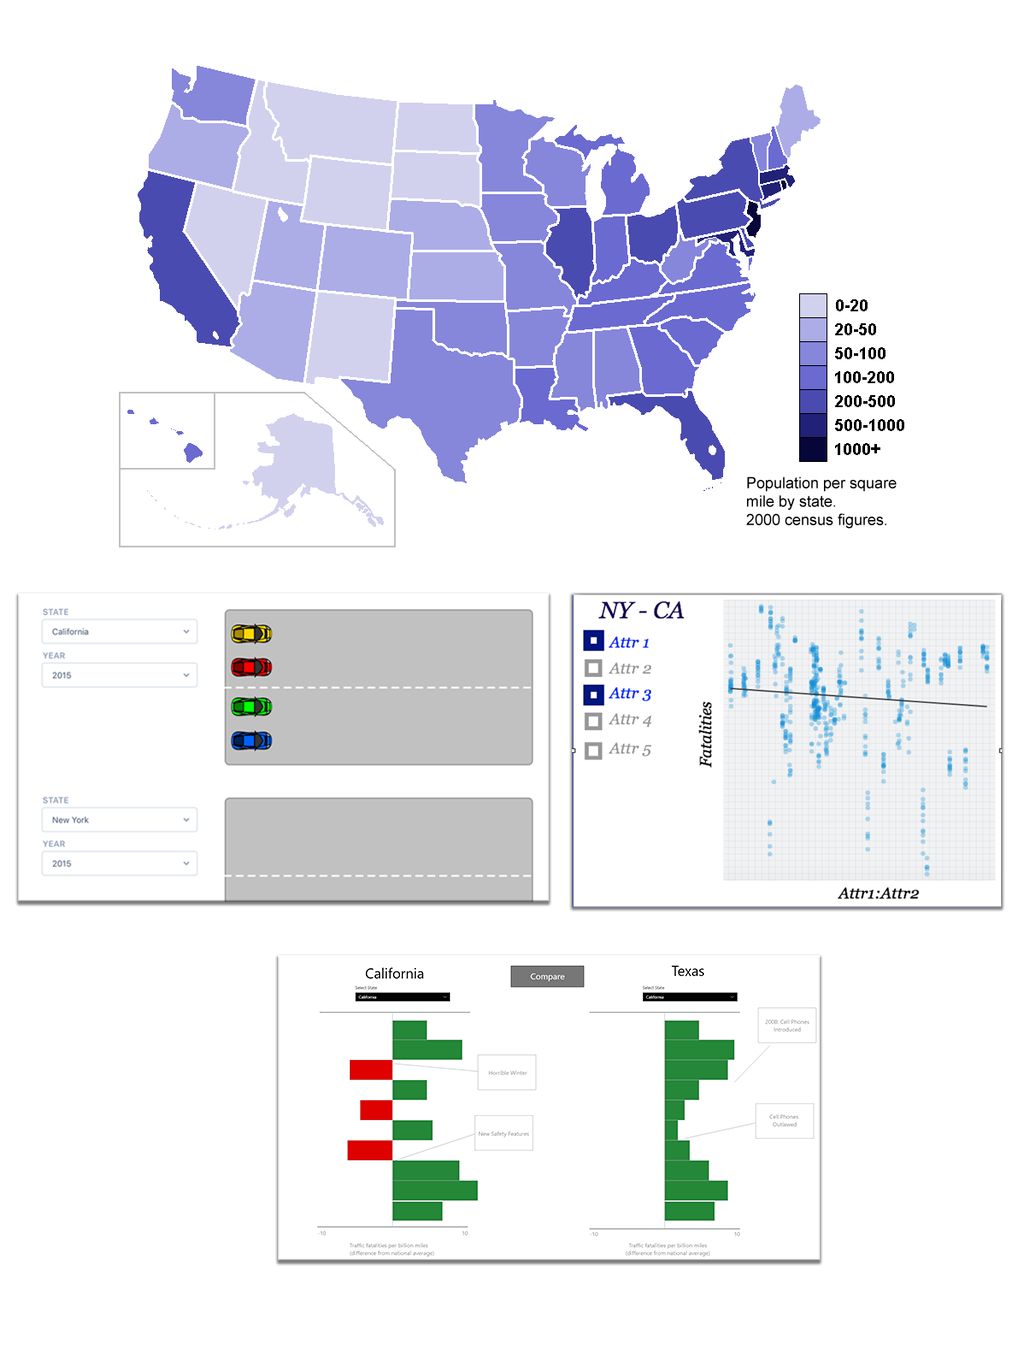 0-20
20-50
50-100
100-200
200-500
500-1000
1000+
Population per square
mile by state.
2000 census figures.
STATE
California
YEAR
2015
STATE
New York
YEAR
2015
NY - CA
Attr 1
Attr 2
Attr 3
Attr 4
Attr 5
Fatalities
Attr1:Attr2
California
Select State
California
Compare
Texas
Select State
California
Horrible Winter
New Safety Features
2008: Cell Phones
Introduced
Cell Phones
Outlawed
-10
10
Traffic fatalities per billion miles
(difference from national average)
-10
10
Traffic fatalities per billion miles
(difference from national average)